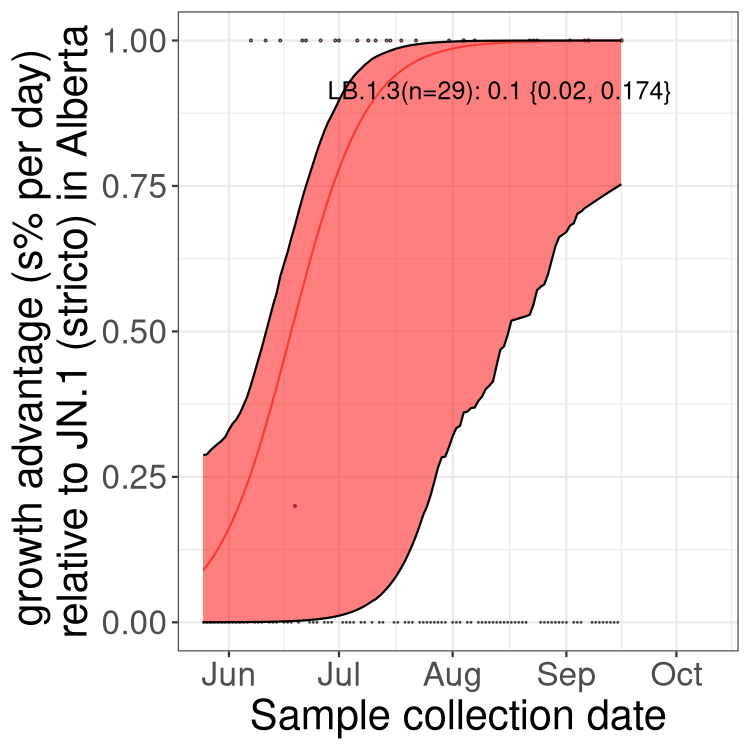 growth advantage (s% per day)
relative to JN.1 (stricto) in Alberta
1.00
0.75
0.50
0.25
0.00
LB.1.3(n=29): 0.1 {0.02, 0.174}
Jun Jul Aug Sep Oct
Sample collection date